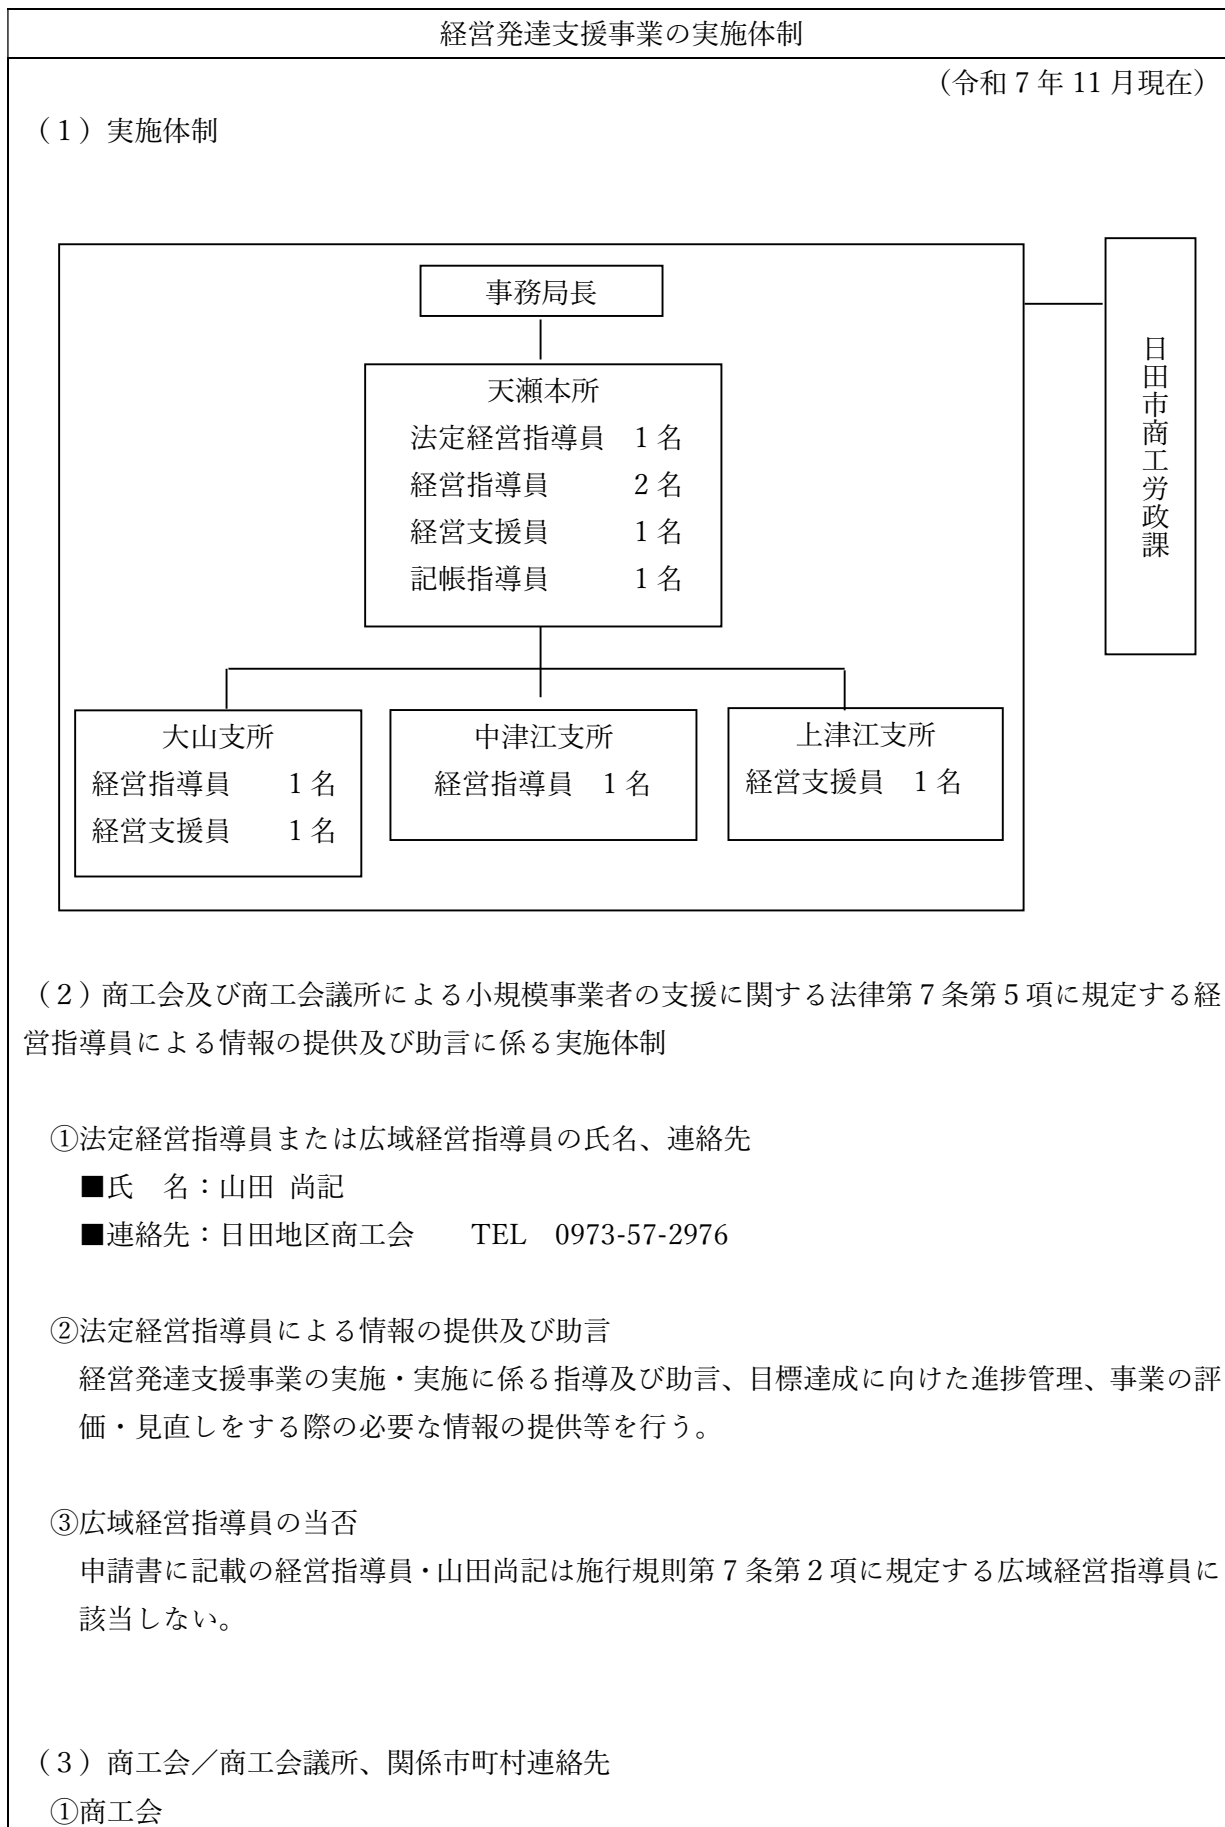 経営発達支援事業の実施体制
（令和 7 年 11 月現在）
（１）実施体制
事務局長
天瀬本所
法定経営指導員　1 名
経営指導員　2 名
経営支援員　1 名
記帳指導員　1 名
日田市商工労政課
大山支所
経営指導員　1 名
経営支援員　1 名
中津江支所
経営指導員　1 名
上津江支所
経営支援員　1 名
（２）商工会及び商工会議所による小規模事業者の支援に関する法律第７条第５項に規定する経
営指導員による情報の提供及び助言に係る実施体制
①法定経営指導員または広域経営指導員の氏名、連絡先
■氏　名：山田 尚記
■連絡先：日田地区商工会　　TEL　0973-57-2976
②法定経営指導員による情報の提供及び助言
経営発達支援事業の実施・実施に係る指導及び助言、目標達成に向けた進捗管理、事業の評
価・見直しをする際の必要な情報の提供等を行う。
③広域経営指導員の当否
申請書に記載の経営指導員・山田尚記は施行規則第７条第２項に規定する広域経営指導員に
該当しない。
（３）商工会／商工会議所、関係市町村連絡先
①商工会